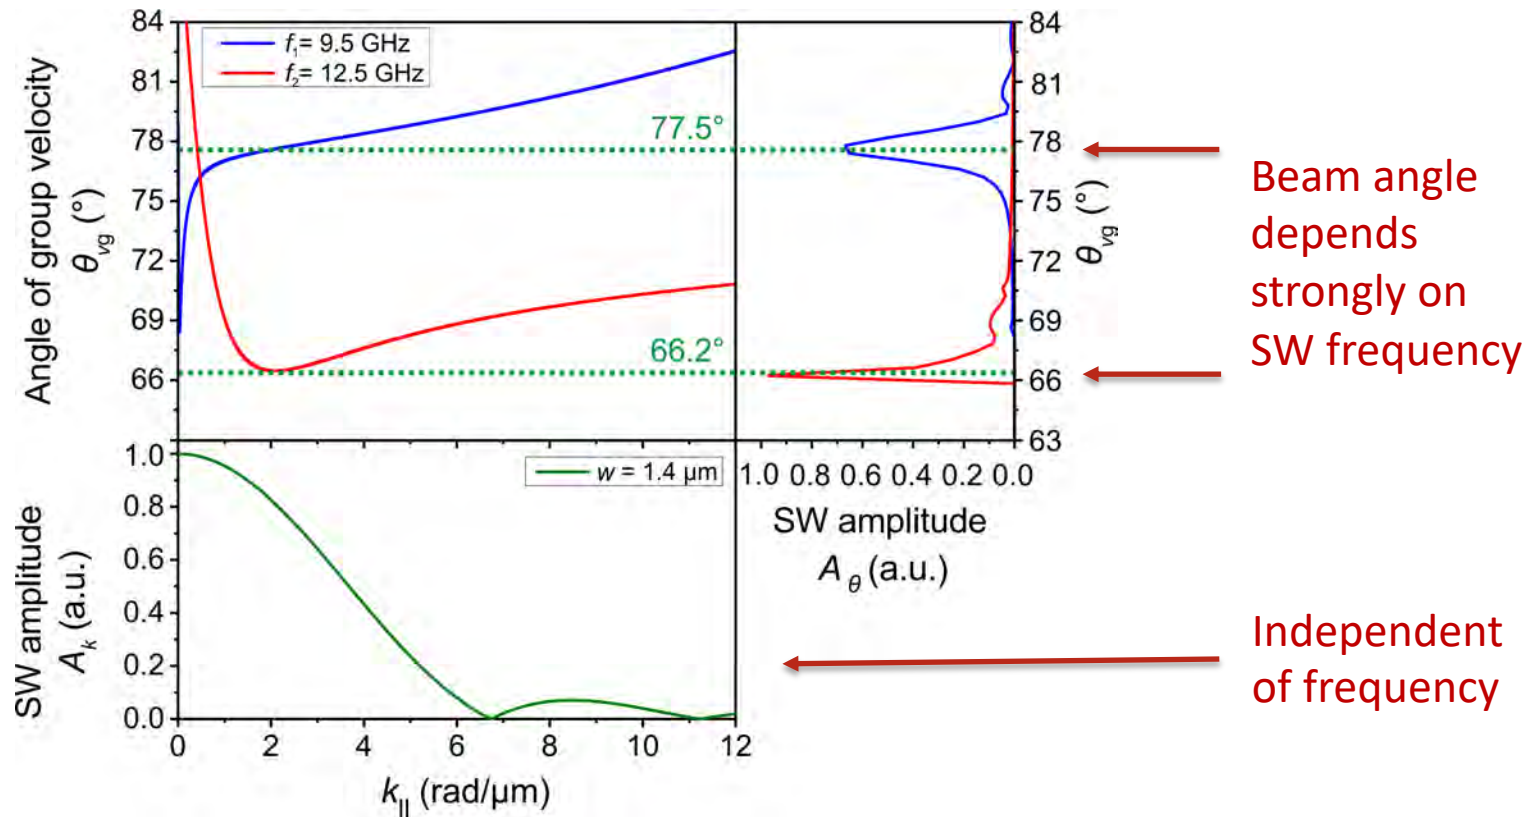 84
81
78
75
72
69
66
Angle of group velocity
θvg (°)
f1= 9.5 GHz
f2= 12.5 GHz
77.5°
66.2°
84
81
78
75
72
69
66
63
θvg (°)
Beam angle
depends
strongly on
SW frequency
1.0
0.8
0.6
0.4
0.2
0.0
SW amplitude
Ak (a.u.)
w = 1.4 µm
0 2 4 6 8 10 12
k|| (rad/µm)
1.0 0.8 0.6 0.4 0.2 0.0
SW amplitude
Aθ (a.u.)
Independent
of frequency